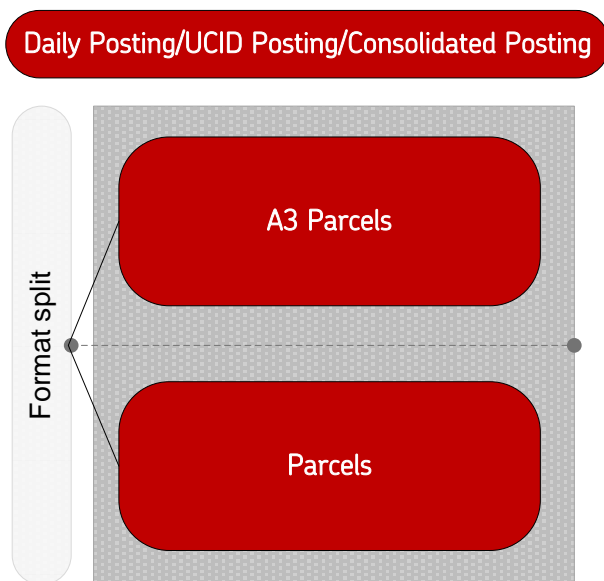 Daily Posting/UCID Posting/Consolidated Posting
A3 Parcels
Format split
Parcels